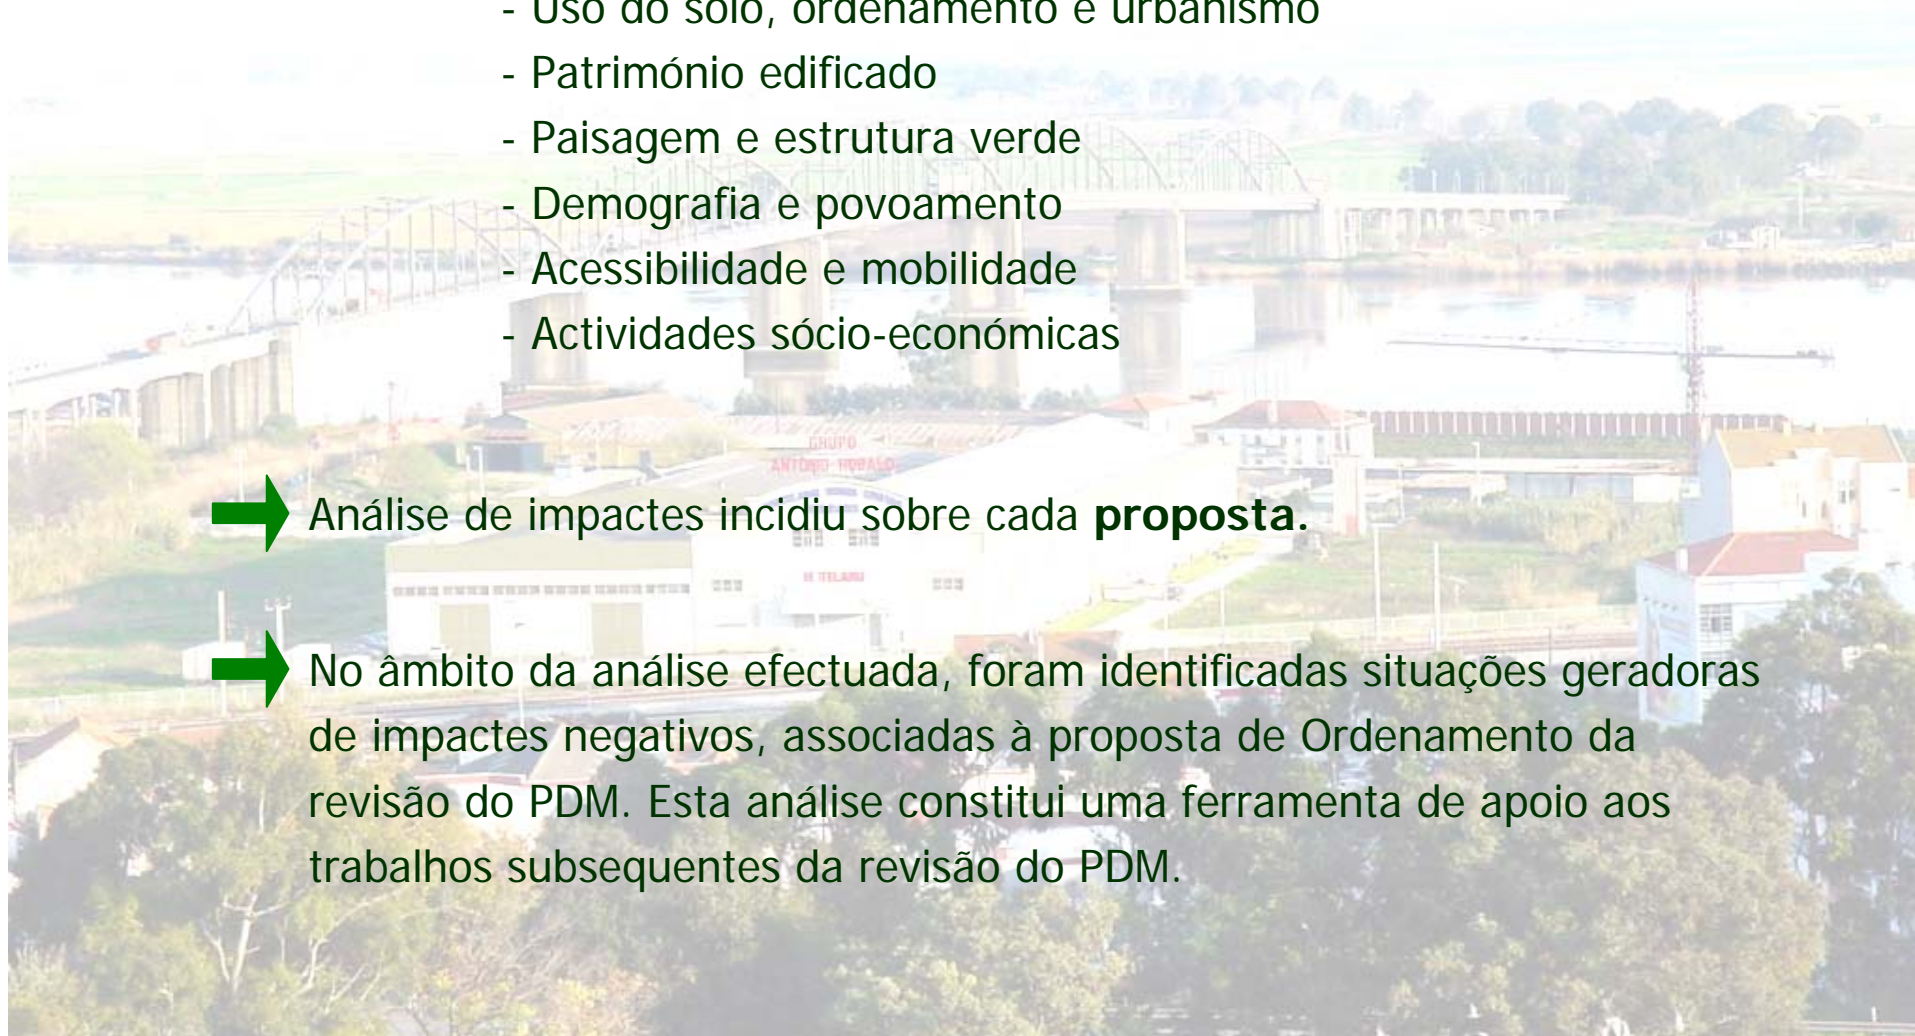 - Uso do solo, ordenamento e urbanismo
- Património edificado
- Paisagem e estrutura verde
- Demografia e povoamento
- Acessibilidade e mobilidade
- Actividades sócio-económicas
GRUPO
Análise de impactes incidiu sobre cada proposta.
No âmbito da análise efectuada, foram identificadas situações geradoras
de impactes negativos, associadas à proposta de Ordenamento da
revisão do PDM. Esta análise constitui uma ferramenta de apoio aos
trabalhos subsequentes da revisão do PDM.